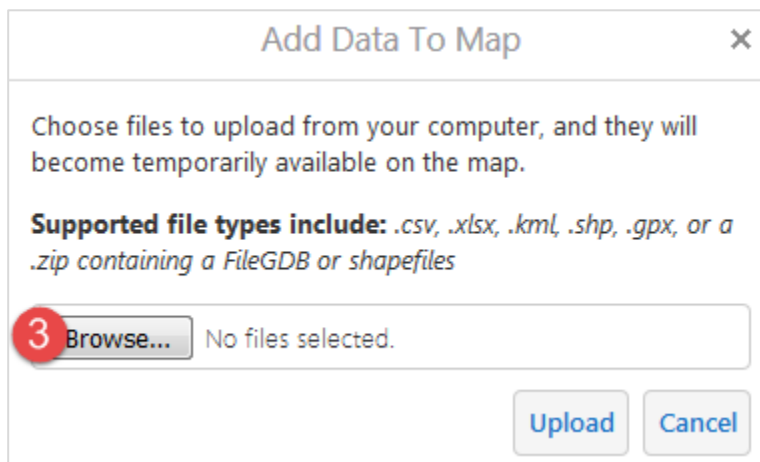 Add Data To Map ×
Choose files to upload from your computer, and they will
become temporarily available on the map.
Supported file types include: .csv, .xlsx, .kml, .shp, .gpx, or a
.zip containing a FileGDB or shapefiles
3 Browse... No files selected.
Upload Cancel